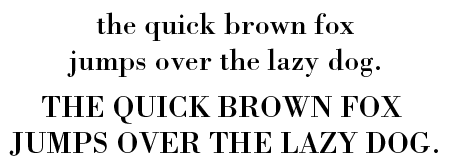 the quick brown fox
jumps over the lazy dog.
THE QUICK BROWN FOX
JUMPS OVER THE LAZY DOG.